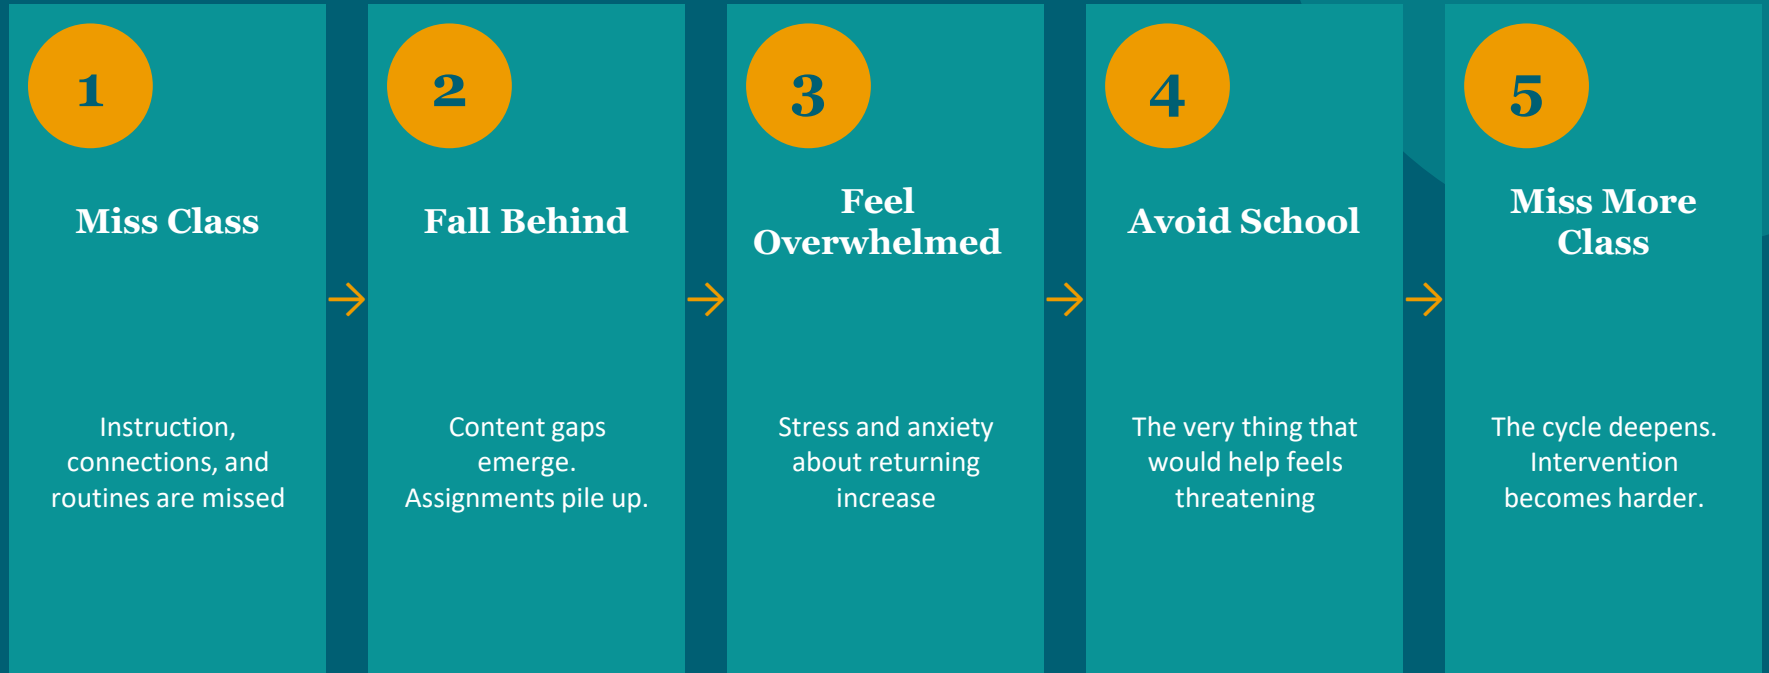 1
Miss Class
Instruction,
connections, and
routines are missed
2
Fall Behind
Content gaps
emerge.
Assignments pile up.
3
Feel
Overwhelmed
Stress and anxiety
about returning
increase
4
Avoid School
The very thing that
would help feels
threatening
5
Miss More
Class
The cycle deepens.
Intervention
becomes harder.